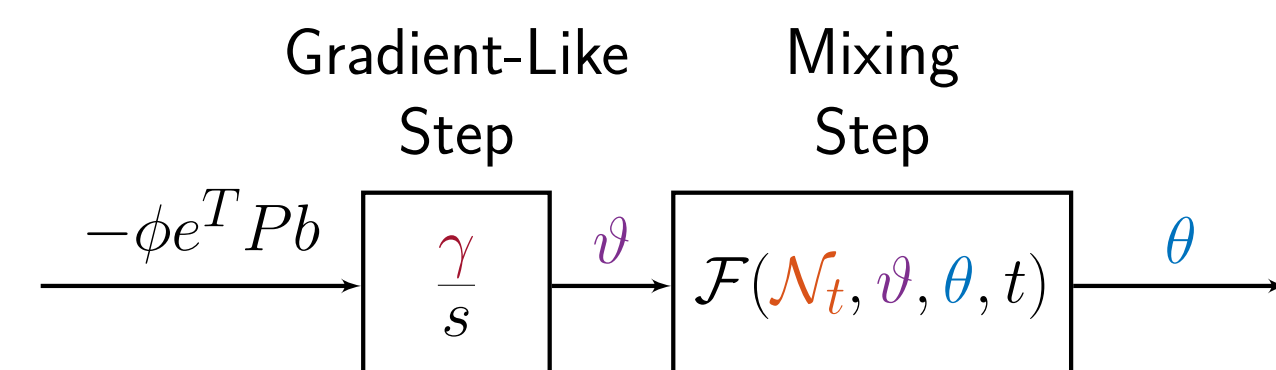 Gradient-Like Step
Mixing Step
−ϕe^T Pb
γ/s
ϑ
ℱ(𝒩_t, ϑ, θ, t)
θ